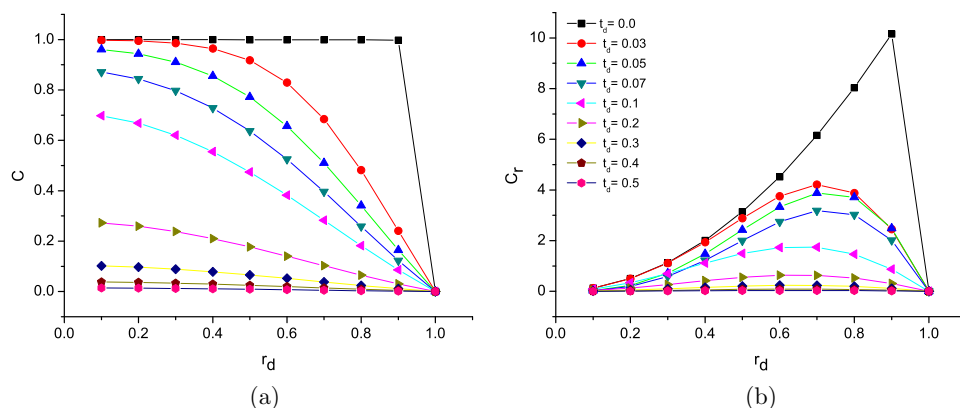 1.0
0.8
0.6
0.4
0.2
0.0
C
0.0 0.2 0.4 0.6 0.8 1.0
r_d
(a)
t_d = 0.0
t_d = 0.03
t_d = 0.05
t_d = 0.07
t_d = 0.1
t_d = 0.2
t_d = 0.3
t_d = 0.4
t_d = 0.5
10
8
6
4
2
0
C_r
0.0 0.2 0.4 0.6 0.8 1.0
r_d
(b)